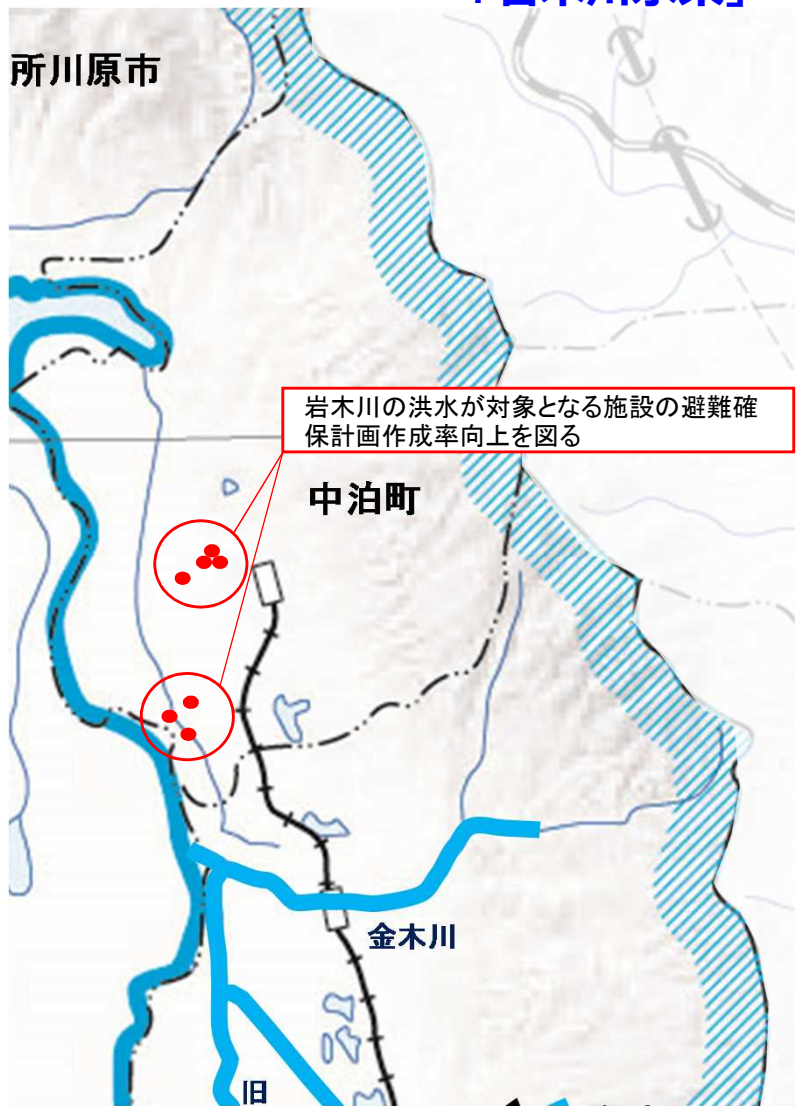 所川原市
岩木川の洪水が対象となる施設の避難確
保計画作成率向上を図る
中泊町
金木川
旧